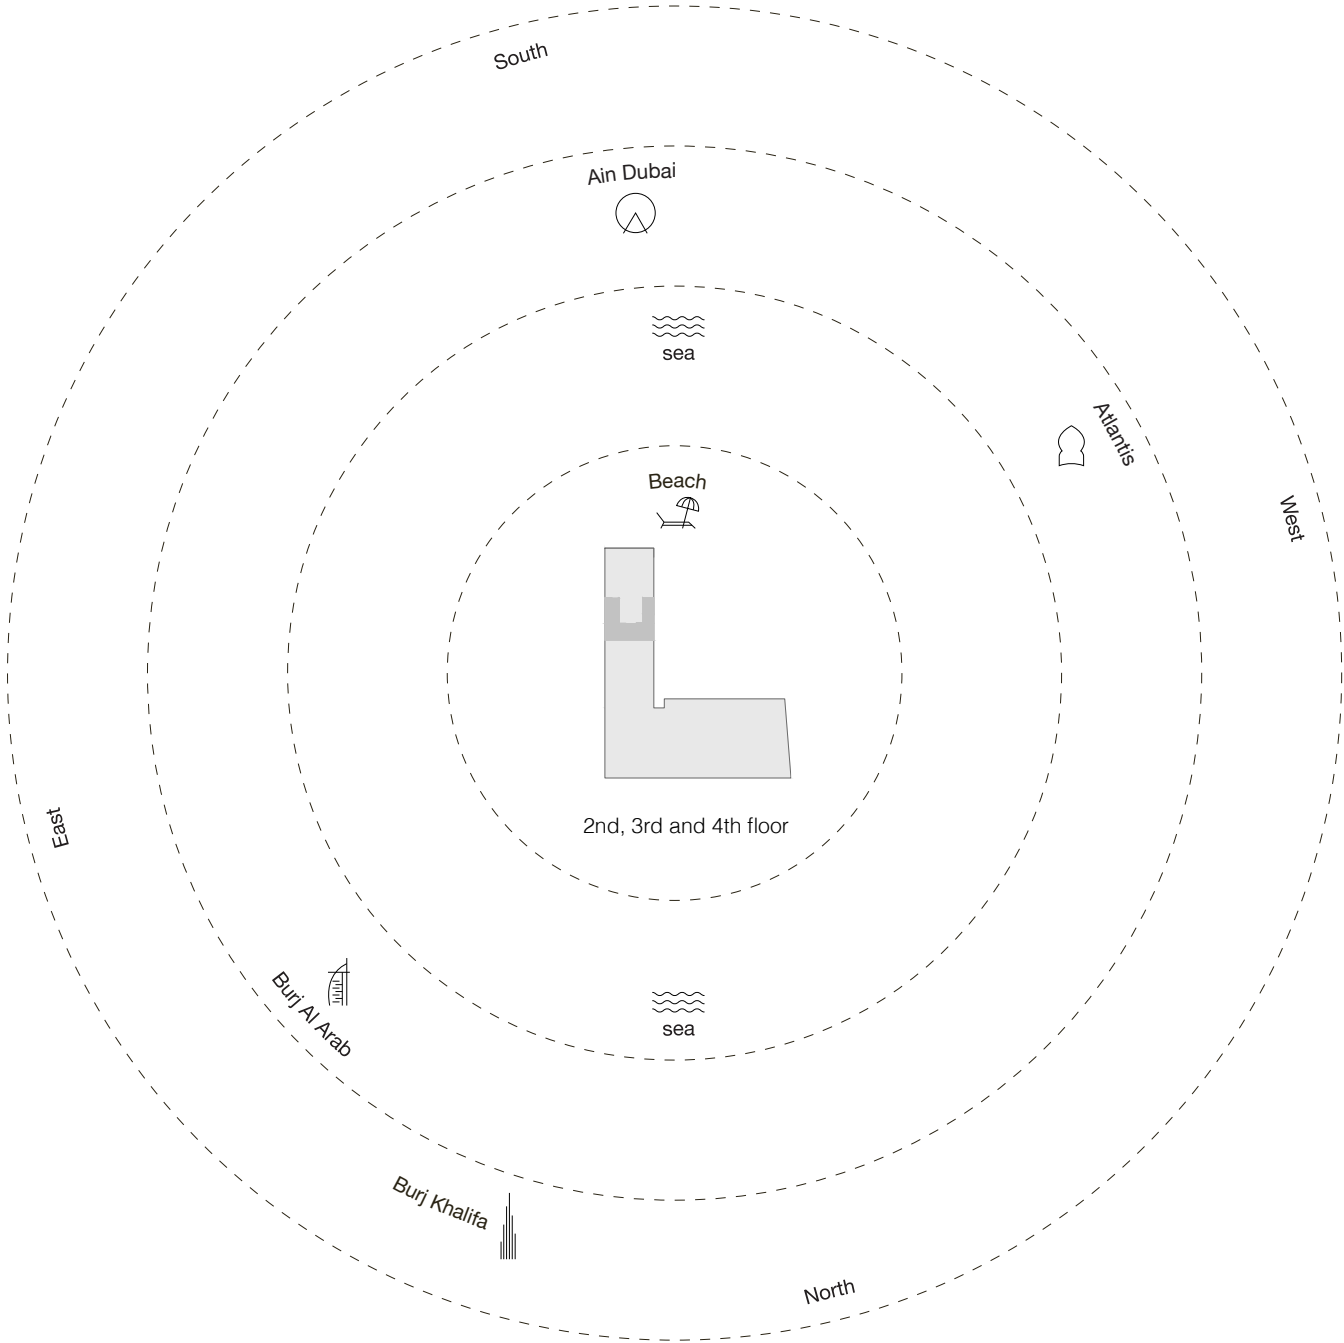 South
Ain Dubai
sea
Atlantis
Beach
West
East
2nd, 3rd and 4th floor
Burj Al Arab
sea
Burj Khalifa
North